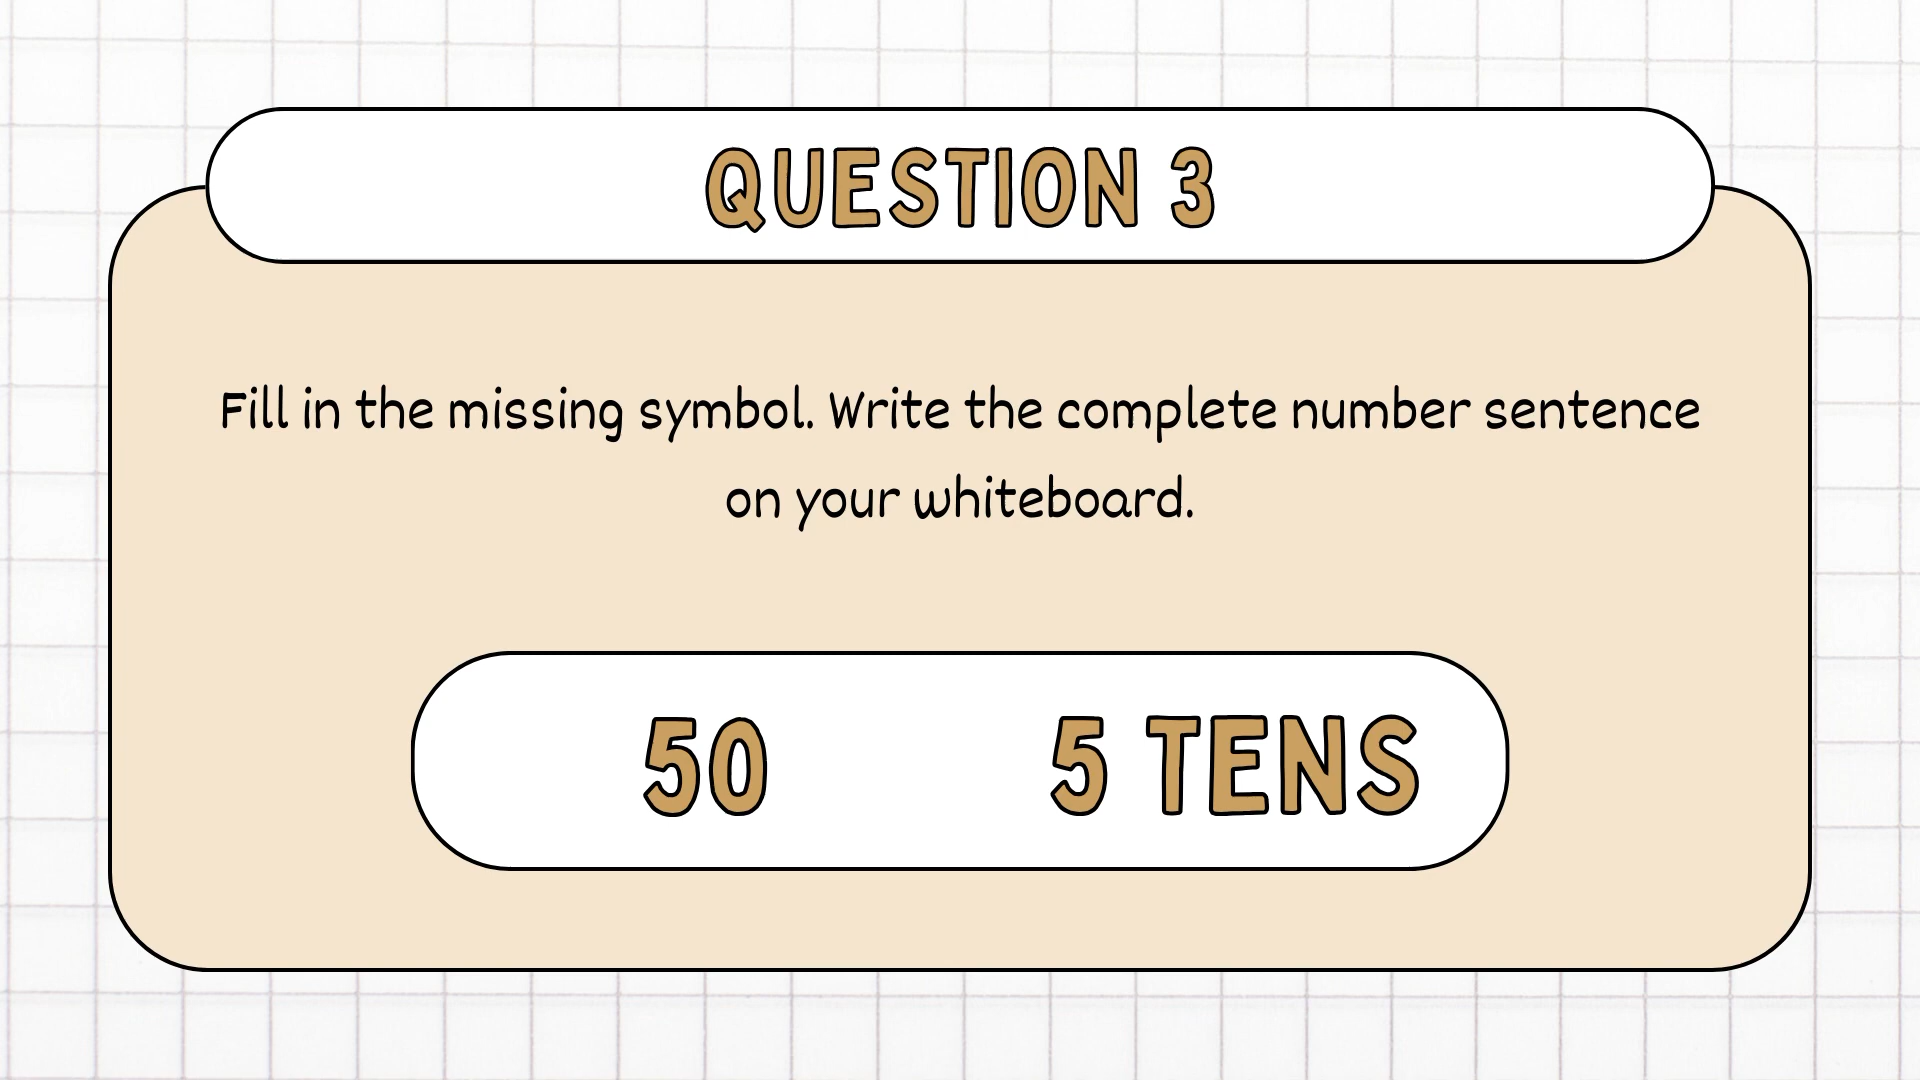 QUESTION 3
Fill in the missing symbol. Write the complete number sentence
on your whiteboard.
50 5 TENS